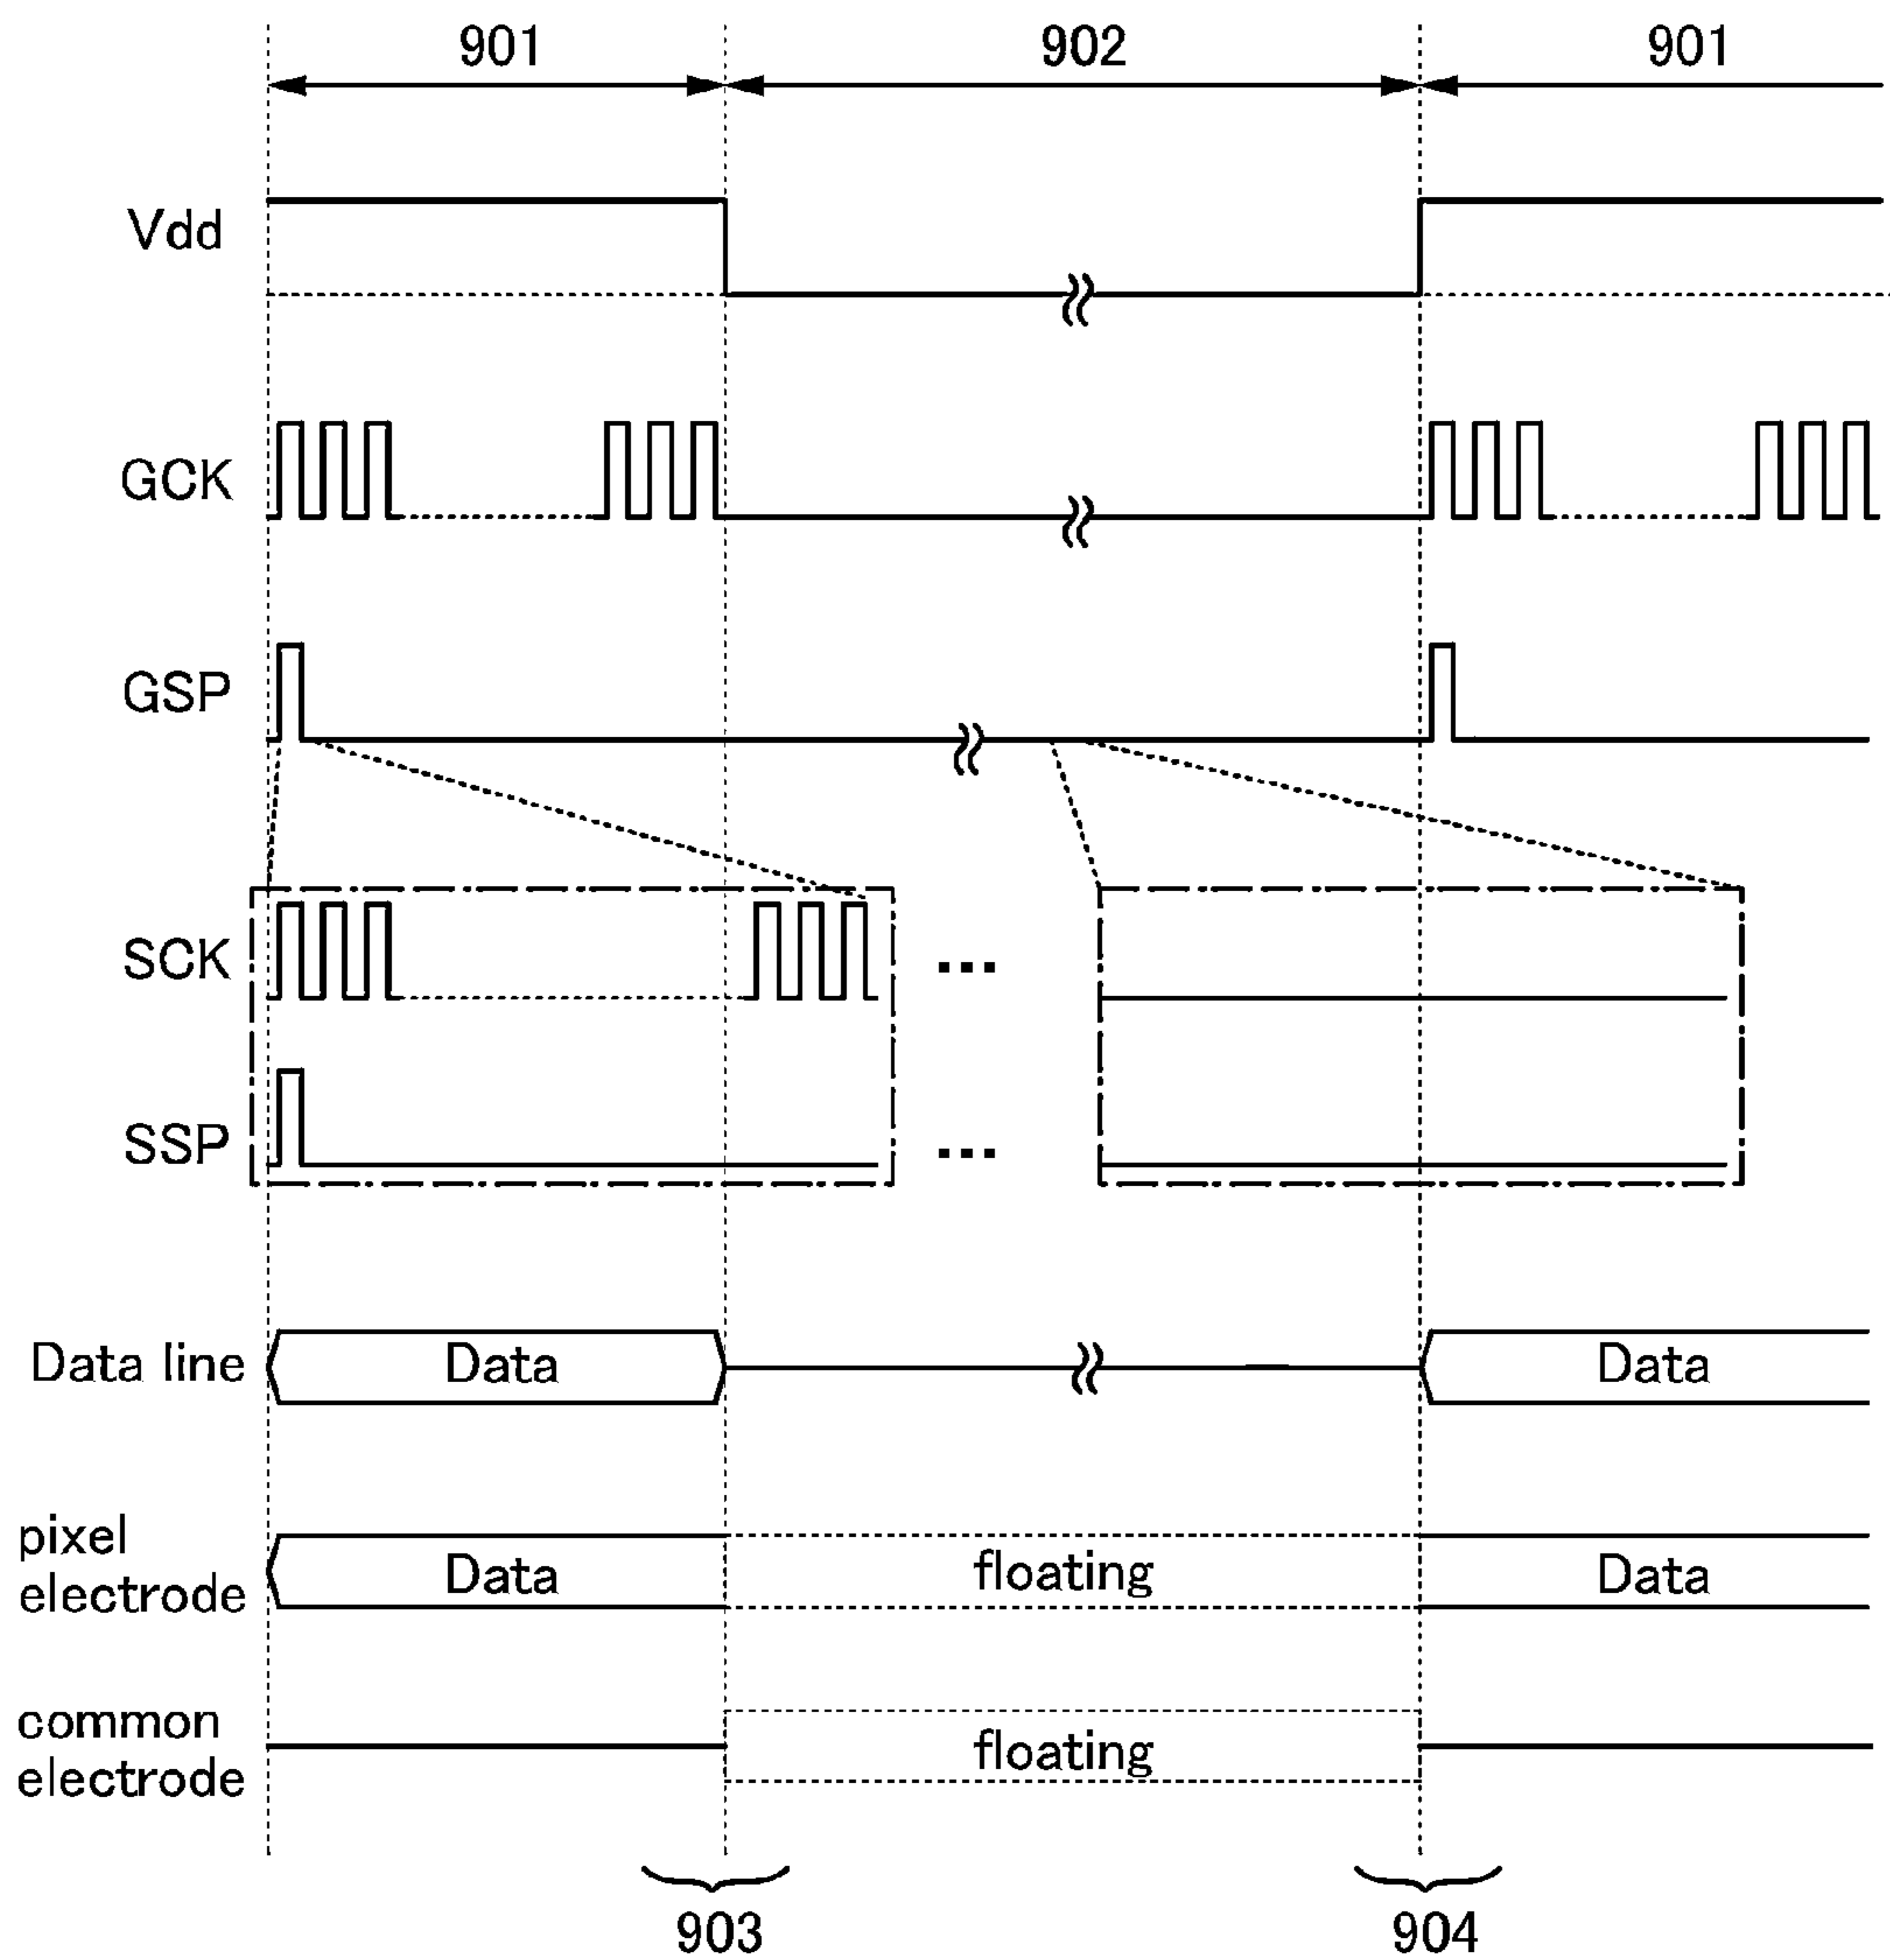 901 902 901
Vdd
GCK
GSP
SCK ...
SSP ...
Data line Data Data
pixel
electrode Data floating Data
common
electrode floating
903 904